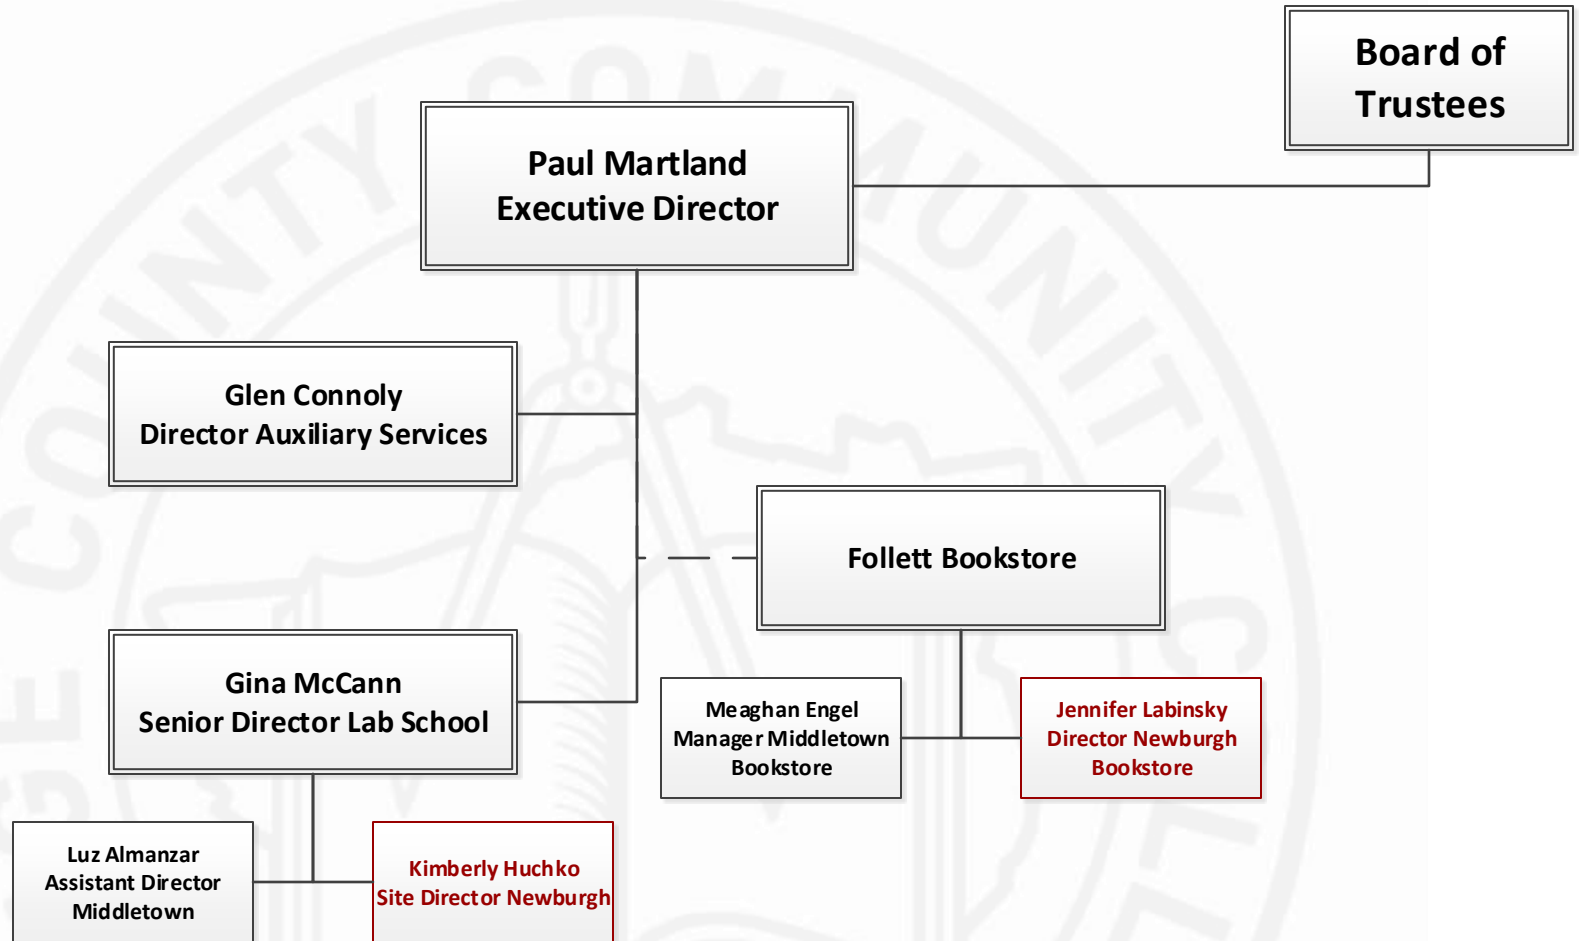 Board of
Trustees
Paul Martland
Executive Director
Glen Connoly
Director Auxiliary Services
Follett Bookstore
Gina McCann
Senior Director Lab School
Meaghan Engel
Manager Middletown
Bookstore
Jennifer Labinsky
Director Newburgh
Bookstore
Luz Almanzar
Assistant Director
Middletown
Kimberly Huchko
Site Director Newburgh
COUNTY COMMUNITY